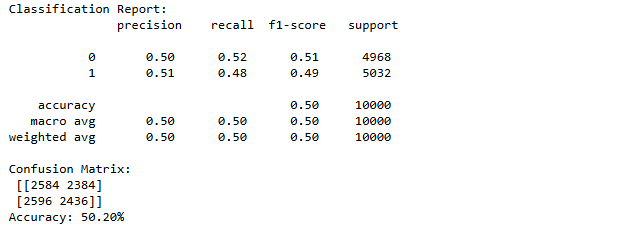 Classification Report:
precision recall f1-score support
0 0.50 0.52 0.51 4968
1 0.51 0.48 0.49 5032
accuracy 0.50 10000
macro avg 0.50 0.50 0.50 10000
weighted avg 0.50 0.50 0.50 10000
Confusion Matrix:
[[2584 2384]
[2596 2436]]
Accuracy: 50.20%